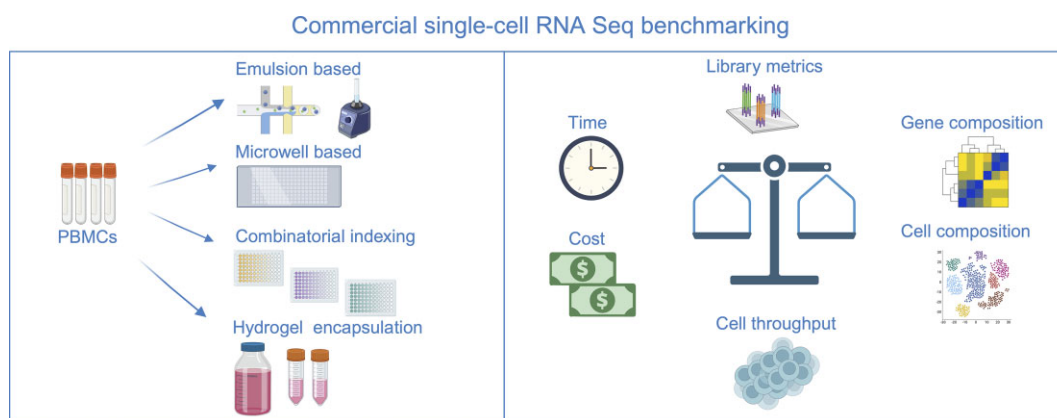 Commercial single-cell RNA Seq benchmarking
Emulsion based
Microwell based
PBMCs
Combinatorial indexing
Hydrogel encapsulation
Library metrics
Time
Gene composition
Cost
$
$
Cell composition
Cell throughput